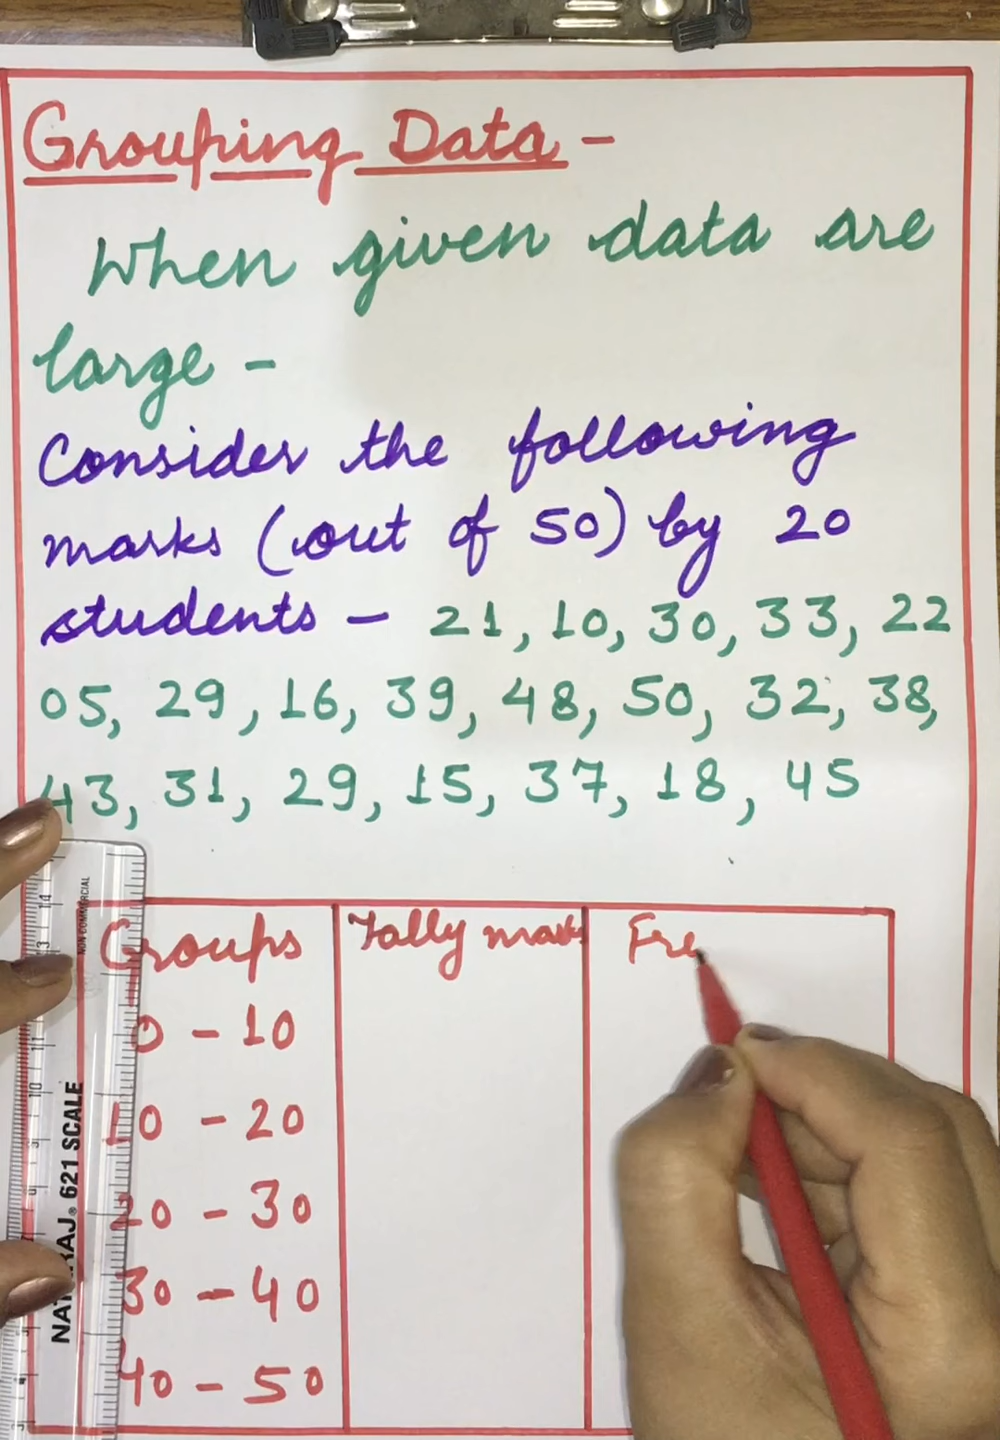 Grouping Data -
When given data are
large -
Consider the following
marks (out of 50) by 20
students - 21, 10, 30, 33, 22
05, 29, 16, 39, 48, 50, 32, 38,
43, 31, 29, 15, 37, 18, 45
Groups Tally marks Fre
0 - 10
10 - 20
20 - 30
30 - 40
40 - 50
NATARAJ® 621 SCALE
NON COMMERCIAL